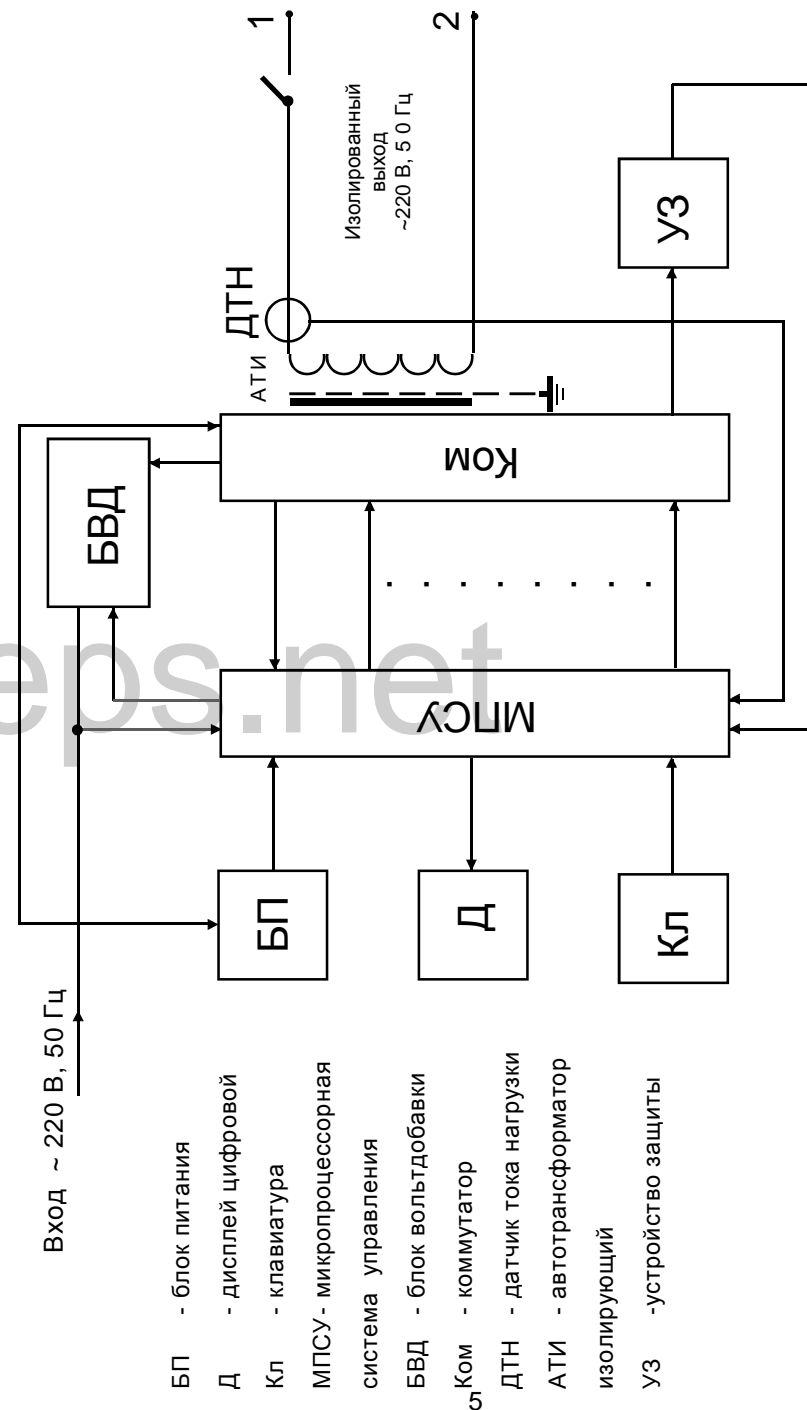 Вход ~ 220 В, 50 Гц
БВД
АТИ
ДТН
1
Изолированный
выход
~220 В, 5 0 Гц
2
БП
Д
Кл
МПСУ
. . . . . . . .
Ком
УЗ
БП - блок питания
Д - дисплей цифровой
Кл - клавиатура
МПСУ - микропроцессорная
система управления
БВД - блок вольтдобавки
Ком - коммутатор
ДТН - датчик тока нагрузки
АТИ - автотрансформатор
изолирующий
УЗ -устройство защиты
5
eps.net